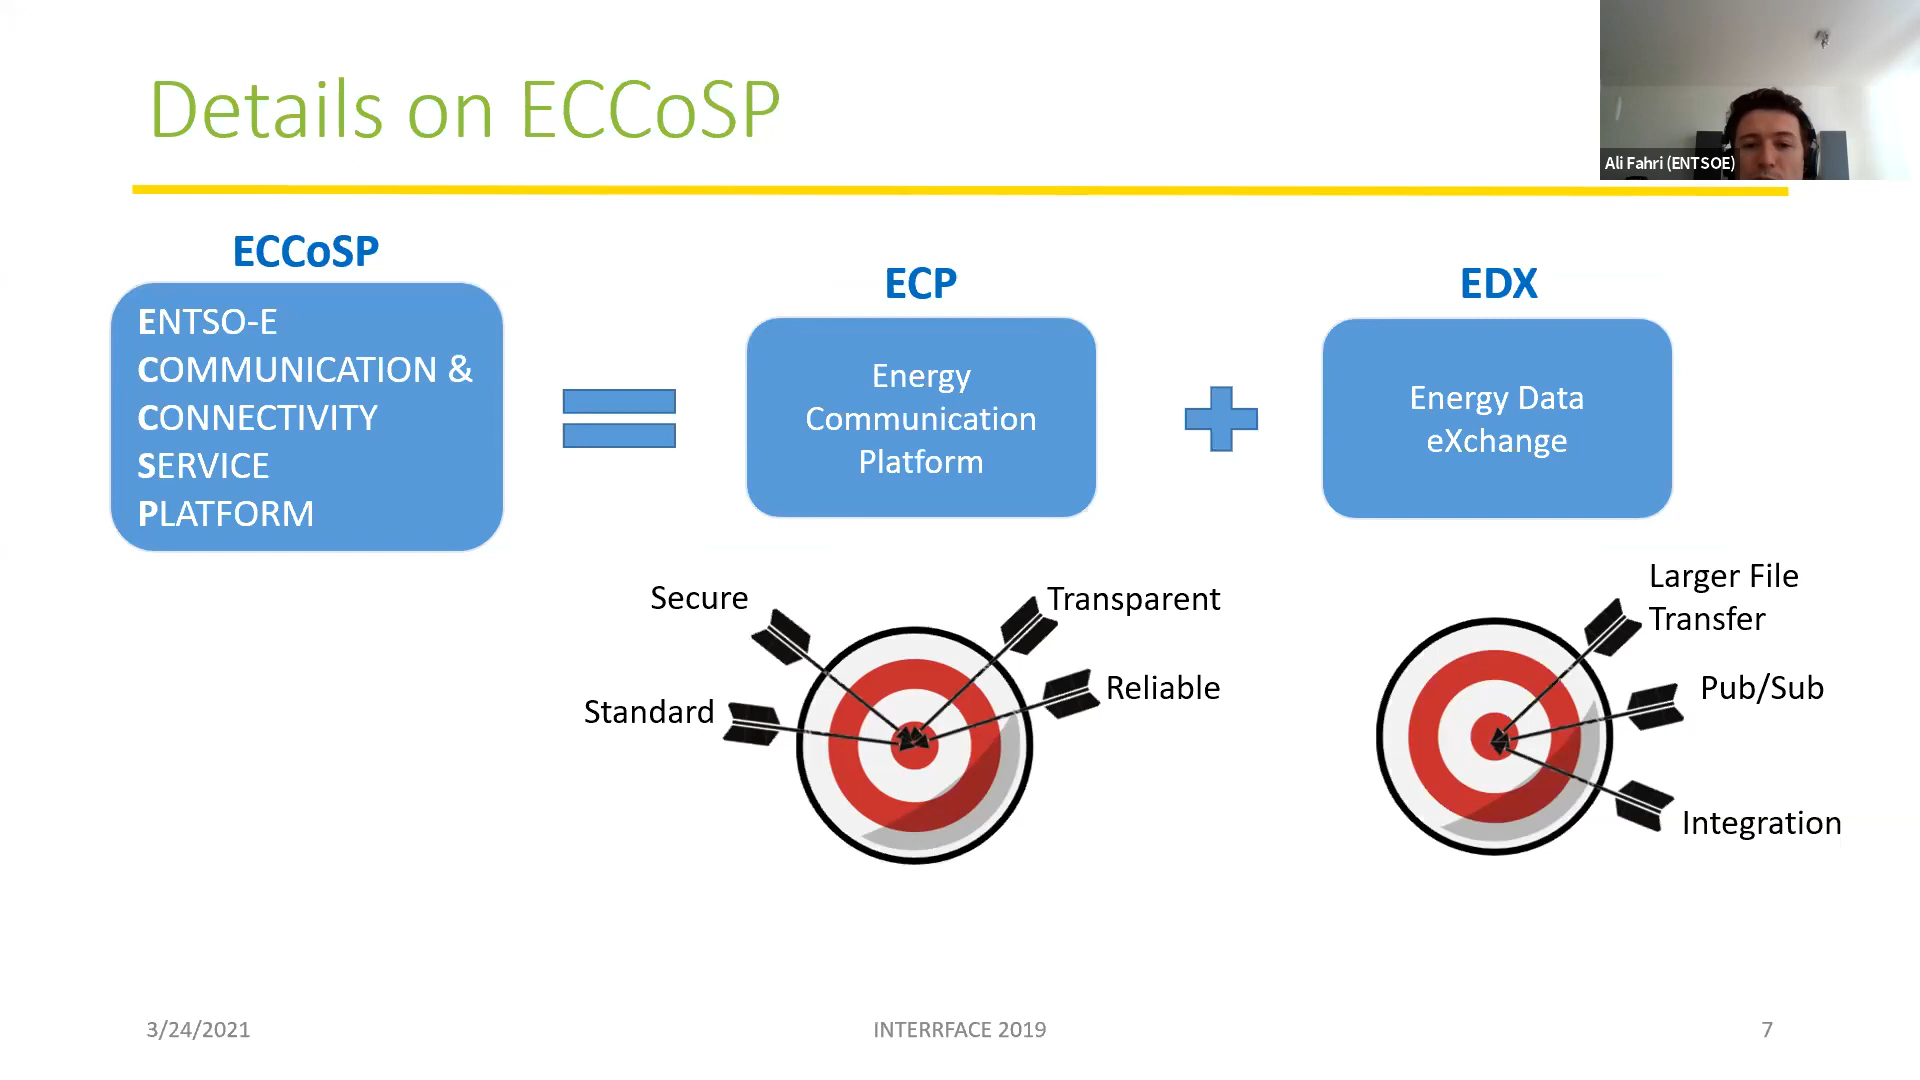 Details on ECCoSP
Ali Fahri (ENTSOE)
ECCoSP
ENTSO-E
COMMUNICATION &
CONNECTIVITY
SERVICE
PLATFORM
ECP
Energy
Communication
Platform
EDX
Energy Data
eXchange
Secure
Transparent
Standard
Reliable
Larger File
Transfer
Pub/Sub
Integration
3/24/2021
INTERRFACE 2019
7